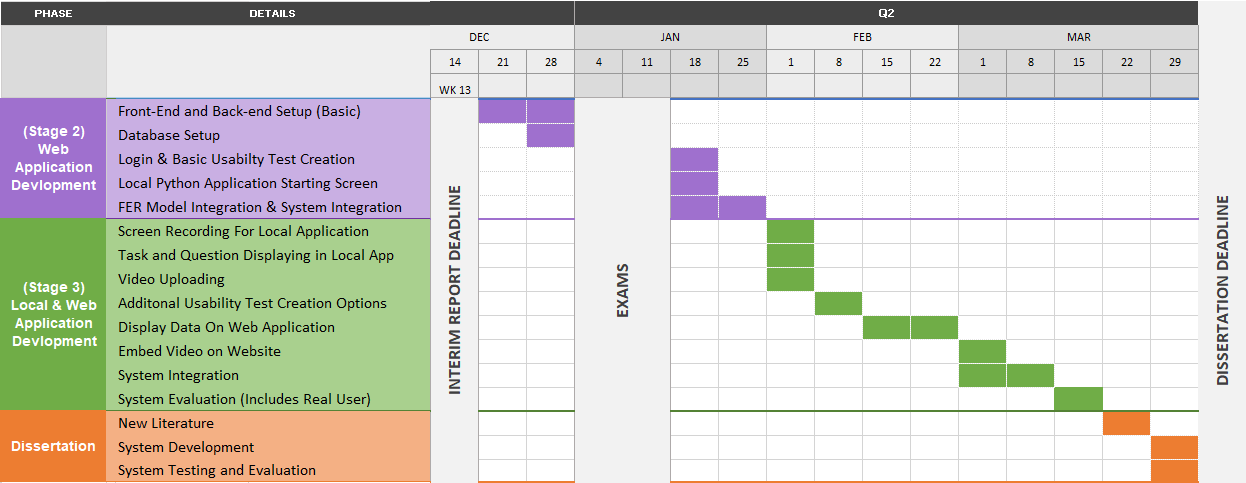 PHASE DETAILS Q2
DEC JAN FEB MAR
14 21 28 4 11 18 25 1 8 15 22 1 8 15 22 29
WK 13
(Stage 2)
Web
Application
Devlopment
Front-End and Back-end Setup (Basic)
Database Setup
Login & Basic Usabilty Test Creation
Local Python Application Starting Screen
FER Model Integration & System Integration
(Stage 3)
Local & Web
Application
Devlopment
Screen Recording For Local Application
Task and Question Displaying in Local App
Video Uploading
Additonal Usability Test Creation Options
Display Data On Web Application
Embed Video on Website
System Integration
System Evaluation (Includes Real User)
Dissertation
New Literature
System Development
System Testing and Evaluation
INTERIM REPORT DEADLINE
EXAMS
DISSERTATION DEADLINE